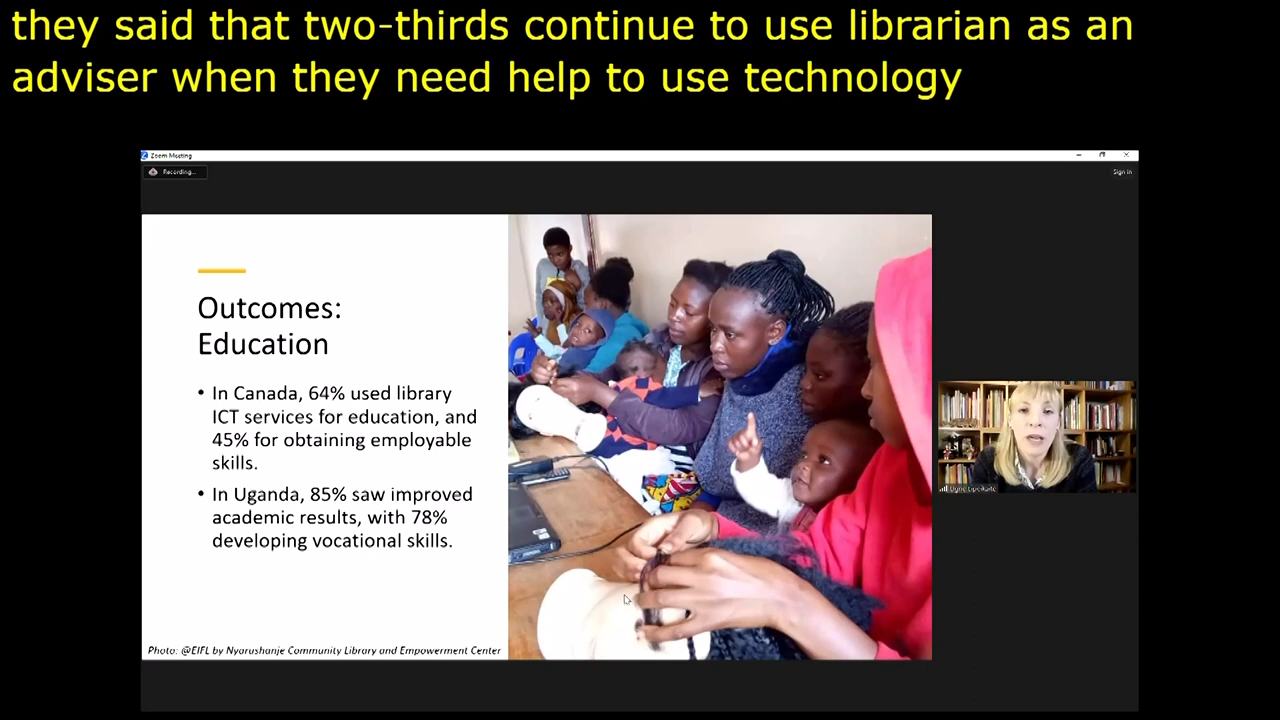 they said that two-thirds continue to use librarian as an
adviser when they need help to use technology
Zoom Meeting
Recording...
Sign in
Outcomes:
Education
• In Canada, 64% used library
ICT services for education, and
45% for obtaining employable
skills.
• In Uganda, 85% saw improved
academic results, with 78%
developing vocational skills.
Photo: @EIFL by Nyarushanje Community Library and Empowerment Center